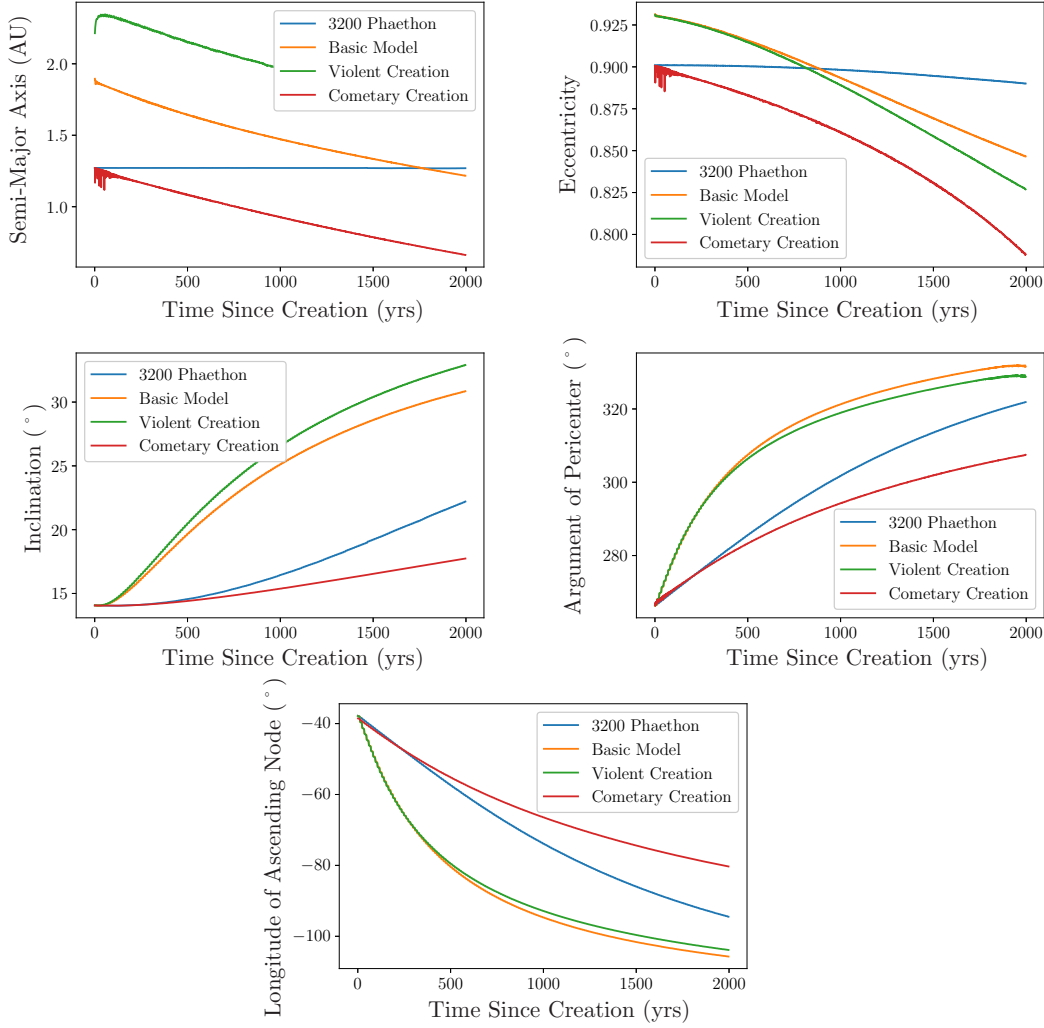 Semi-Major Axis (AU)
2.0
1.5
1.0
3200 Phaethon
Basic Model
Violent Creation
Cometary Creation
0 500 1000 1500 2000
Time Since Creation (yrs)
Eccentricity
0.925
0.900
0.875
0.850
0.825
0.800
3200 Phaethon
Basic Model
Violent Creation
Cometary Creation
0 500 1000 1500 2000
Time Since Creation (yrs)
Inclination (°)
30
25
20
15
3200 Phaethon
Basic Model
Violent Creation
Cometary Creation
0 500 1000 1500 2000
Time Since Creation (yrs)
Argument of Pericenter (°)
320
300
280
3200 Phaethon
Basic Model
Violent Creation
Cometary Creation
0 500 1000 1500 2000
Time Since Creation (yrs)
Longitude of Ascending Node (°)
−40
−60
−80
−100
3200 Phaethon
Basic Model
Violent Creation
Cometary Creation
0 500 1000 1500 2000
Time Since Creation (yrs)